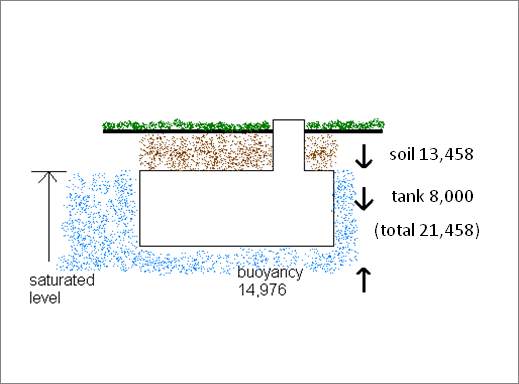 soil 13,458
tank 8,000
(total 21,458)
saturated
level
buoyancy
14,976